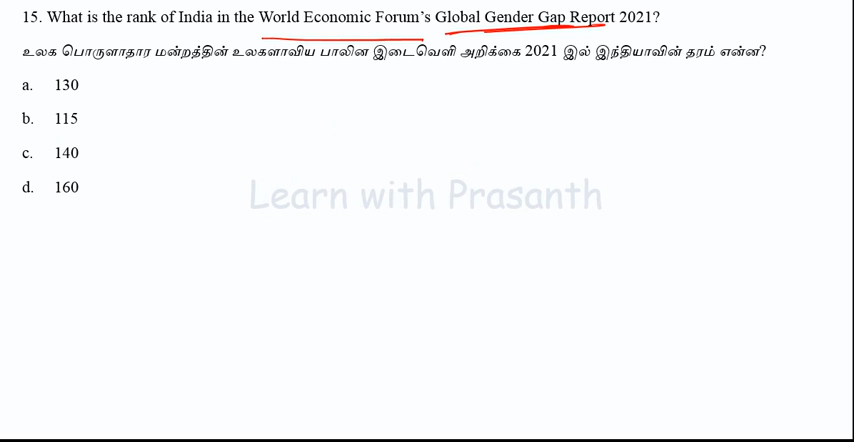 15. What is the rank of India in the World Economic Forum’s Global Gender Gap Report 2021?
உலக பொருளாதார மன்றத்தின் உலகளாவிய பாலின இடைவெளி அறிக்கை 2021 இல் இந்தியாவின் தரம் என்ன?
a. 130
b. 115
c. 140
d. 160
Learn with Prasanth